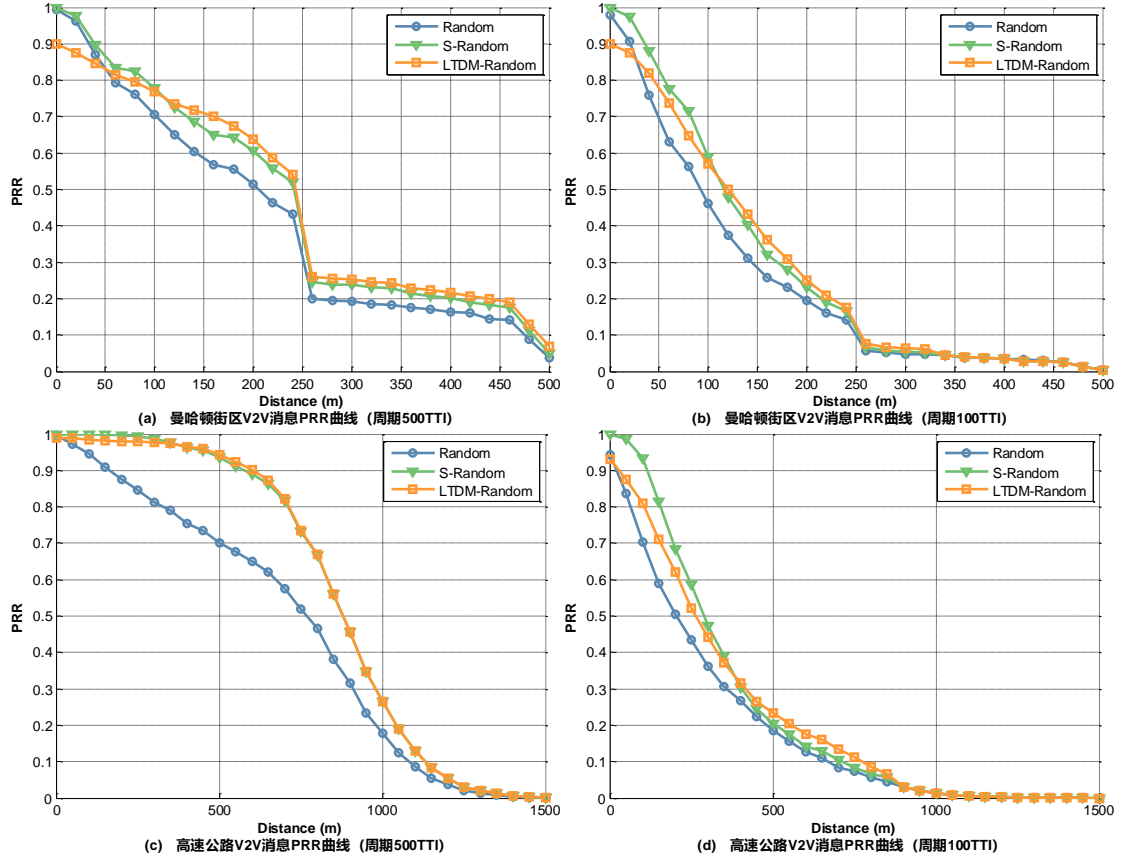 1
0.9
0.8
0.7
0.6
0.5
0.4
0.3
0.2
0.1
0
PRR
Random
S-Random
LTDM-Random
0 50 100 150 200 250 300 350 400 450 500
Distance (m)
(a) 曼哈顿街区V2V消息PRR曲线（周期500TTI）
1
0.9
0.8
0.7
0.6
0.5
0.4
0.3
0.2
0.1
0
PRR
Random
S-Random
LTDM-Random
0 50 100 150 200 250 300 350 400 450 500
Distance (m)
(b) 曼哈顿街区V2V消息PRR曲线（周期100TTI）
1
0.9
0.8
0.7
0.6
0.5
0.4
0.3
0.2
0.1
0
PRR
Random
S-Random
LTDM-Random
0 500 1000 1500
Distance (m)
(c) 高速公路V2V消息PRR曲线（周期500TTI）
1
0.9
0.8
0.7
0.6
0.5
0.4
0.3
0.2
0.1
0
PRR
Random
S-Random
LTDM-Random
0 500 1000 1500
Distance (m)
(d) 高速公路V2V消息PRR曲线（周期100TTI）